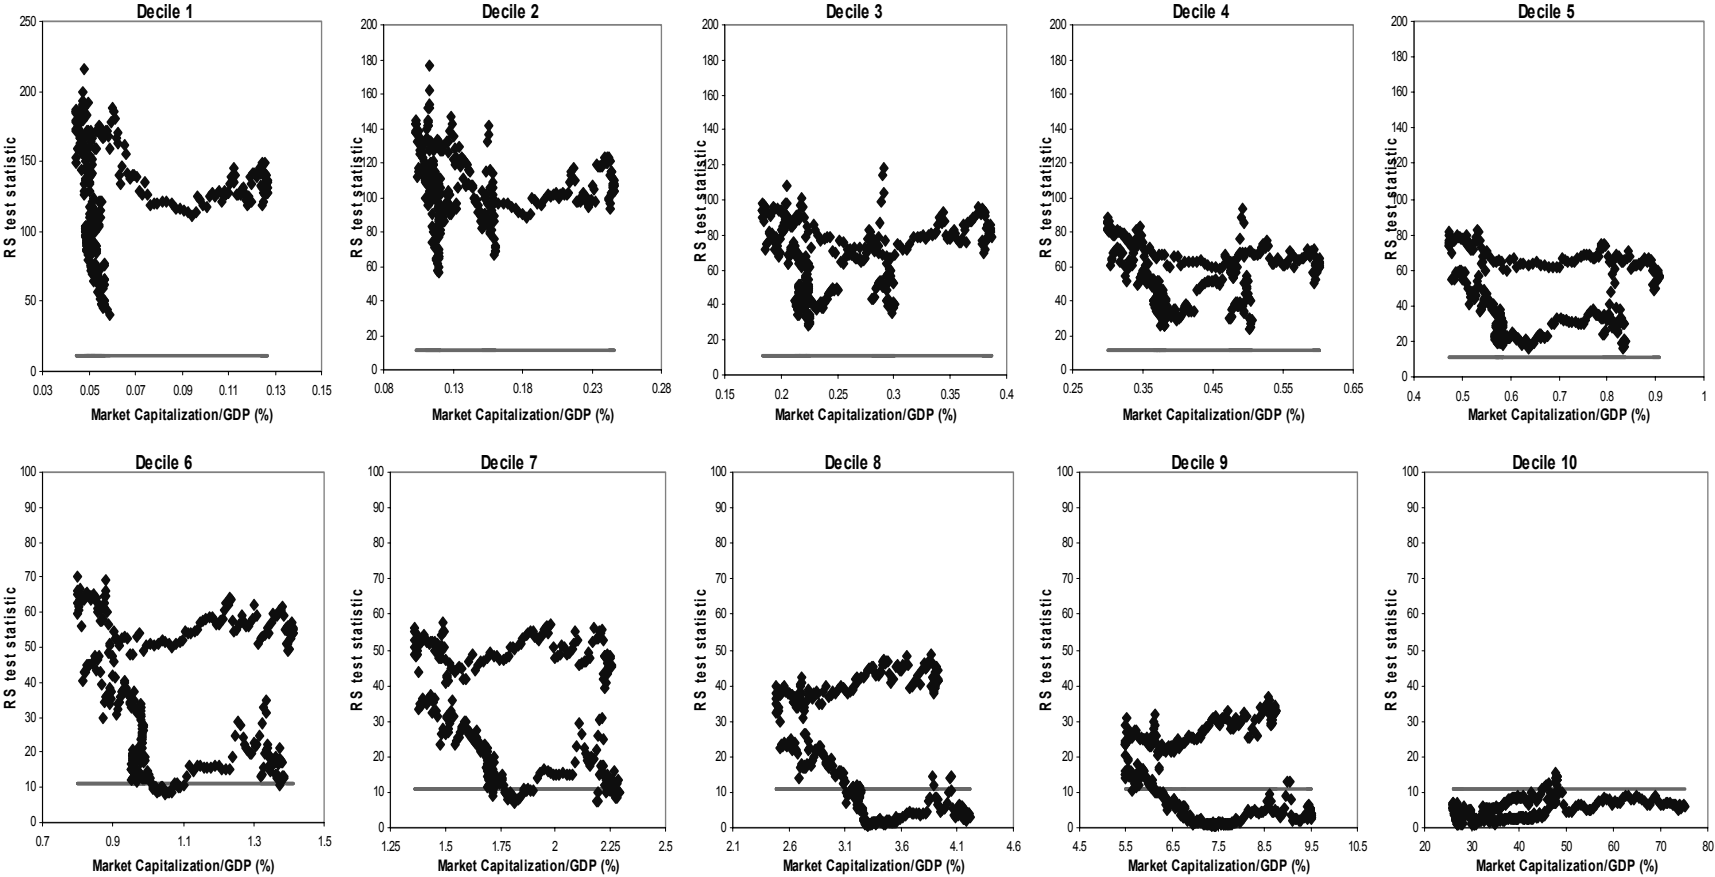 Decile 1
Decile 2
Decile 3
Decile 4
Decile 5
250
200
150
100
50
0
RS test statistic
0.03 0.05 0.07 0.09 0.11 0.13 0.15
Market Capitalization/GDP (%)
200
180
160
140
120
100
80
60
40
20
0
RS test statistic
0.08 0.13 0.18 0.23 0.28
Market Capitalization/GDP (%)
200
180
160
140
120
100
80
60
40
20
0
RS test statistic
0.15 0.2 0.25 0.3 0.35 0.4
Market Capitalization/GDP (%)
200
180
160
140
120
100
80
60
40
20
0
RS test statistic
0.25 0.35 0.45 0.55 0.65
Market Capitalization/GDP (%)
200
180
160
140
120
100
80
60
40
20
0
RS test statistic
0.4 0.5 0.6 0.7 0.8 0.9 1
Market Capitalization/GDP (%)
Decile 6
Decile 7
Decile 8
Decile 9
Decile 10
100
90
80
70
60
50
40
30
20
10
0
RS test statistic
0.7 0.9 1.1 1.3 1.5
Market Capitalization/GDP (%)
100
90
80
70
60
50
40
30
20
10
0
RS test statistic
1.25 1.5 1.75 2 2.25 2.5
Market Capitalization/GDP (%)
100
90
80
70
60
50
40
30
20
10
0
RS test statistic
2.1 2.6 3.1 3.6 4.1 4.6
Market Capitalization/GDP (%)
100
90
80
70
60
50
40
30
20
10
0
RS test statistic
4.5 5.5 6.5 7.5 8.5 9.5 10.5
Market Capitalization/GDP (%)
100
90
80
70
60
50
40
30
20
10
0
RS test statistic
20 30 40 50 60 70 80
Market Capitalization/GDP (%)